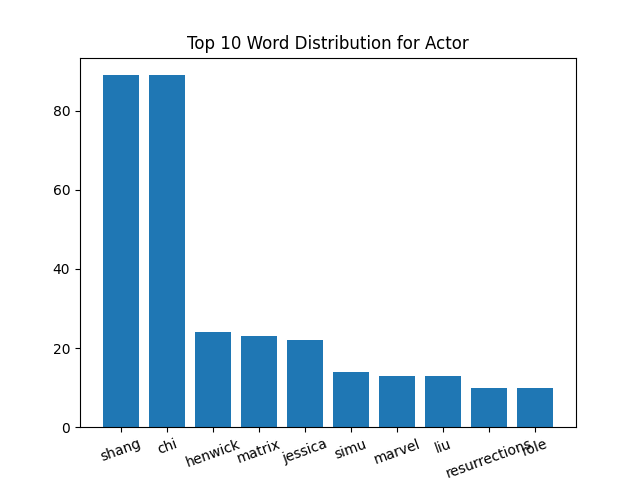 Top 10 Word Distribution for Actor
80
60
40
20
0
shang chi henwick matrix jessica simu marvel liu resurrections role